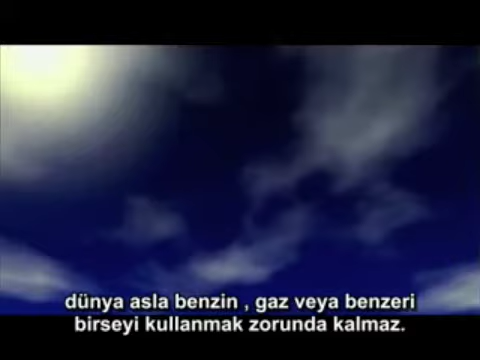 dünya asla benzin , gaz veya benzeri
birseyi kullanmak zorunda kalmaz.